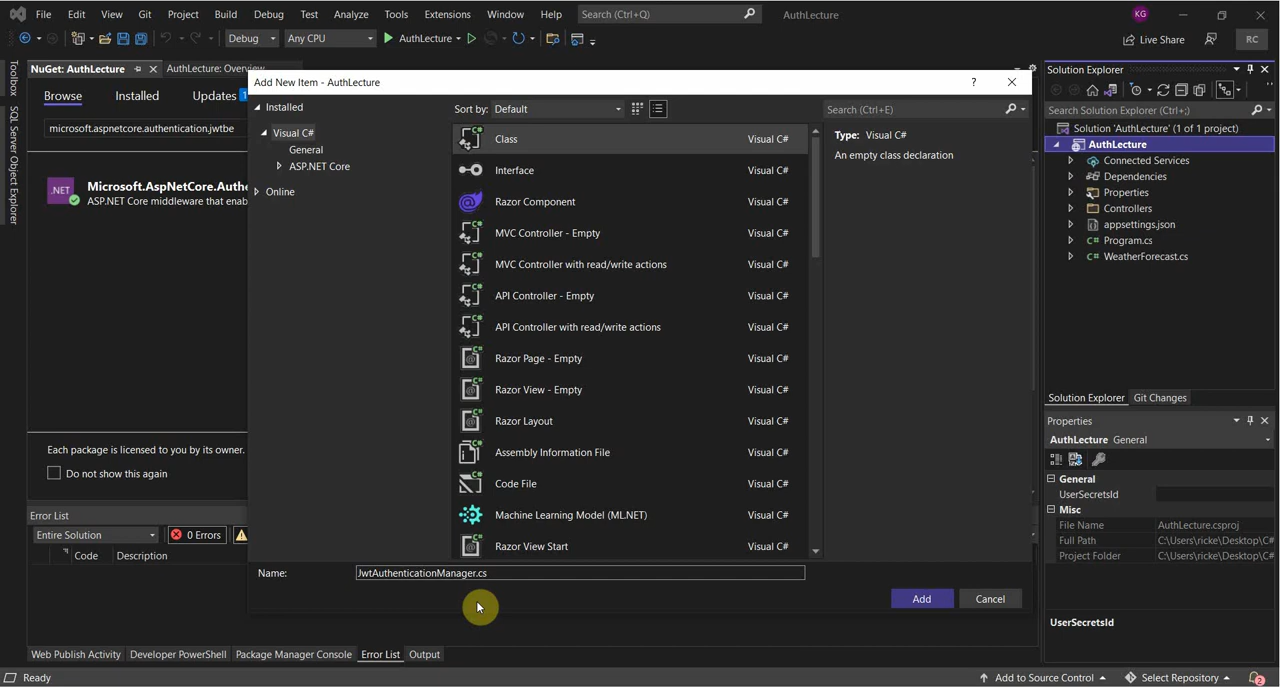 File Edit View Git Project Build Debug Test Analyze Tools Extensions Window Help Search (Ctrl+Q) AuthLecture KG
Debug Any CPU AuthLecture Live Share RC
Toolbox
SQL Server Object Explorer
NuGet: AuthLecture AuthLecture: Overview
Browse Installed Updates 1
microsoft.aspnetcore.authentication.jwtbe
.NET
Microsoft.AspNetCore.Authe
ASP.NET Core middleware that enab
Each package is licensed to you by its owner.
Do not show this again
Add New Item - AuthLecture ?
Installed
Visual C#
General
ASP.NET Core
Online
Sort by: Default
Search (Ctrl+E)
Class Visual C#
Interface Visual C#
Razor Component Visual C#
MVC Controller - Empty Visual C#
MVC Controller with read/write actions Visual C#
API Controller - Empty Visual C#
API Controller with read/write actions Visual C#
Razor Page - Empty Visual C#
Razor View - Empty Visual C#
Razor Layout Visual C#
Assembly Information File Visual C#
Code File Visual C#
Machine Learning Model (ML.NET) Visual C#
Razor View Start Visual C#
Type: Visual C#
An empty class declaration
Name: JwtAuthenticationManager.cs
Add Cancel
Solution Explorer
Search Solution Explorer (Ctrl+;)
Solution 'AuthLecture' (1 of 1 project)
AuthLecture
Connected Services
Dependencies
Properties
Controllers
appsettings.json
C# Program.cs
C# WeatherForecast.cs
Solution Explorer Git Changes
Properties
AuthLecture General
General
UserSecretsId
Misc
File Name AuthLecture.csproj
Full Path C:\Users\ricke\Desktop\C#
Project Folder C:\Users\ricke\Desktop\C#
UserSecretsId
Error List
Entire Solution 0 Errors
Code Description
Web Publish Activity Developer PowerShell Package Manager Console Error List Output
Ready Add to Source Control Select Repository 2